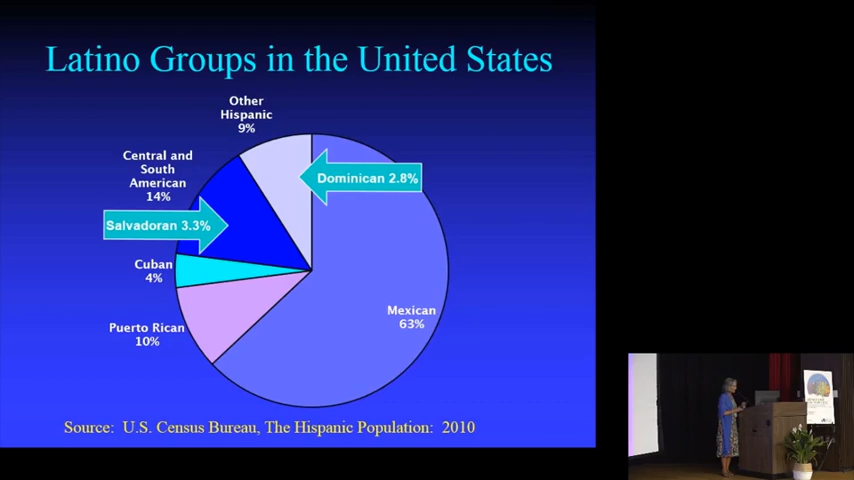 Latino Groups in the United States
Other
Hispanic
9%
Central and
South
American
14%
Dominican 2.8%
Salvadoran 3.3%
Cuban
4%
Mexican
63%
Puerto Rican
10%
Source: U.S. Census Bureau, The Hispanic Population: 2010